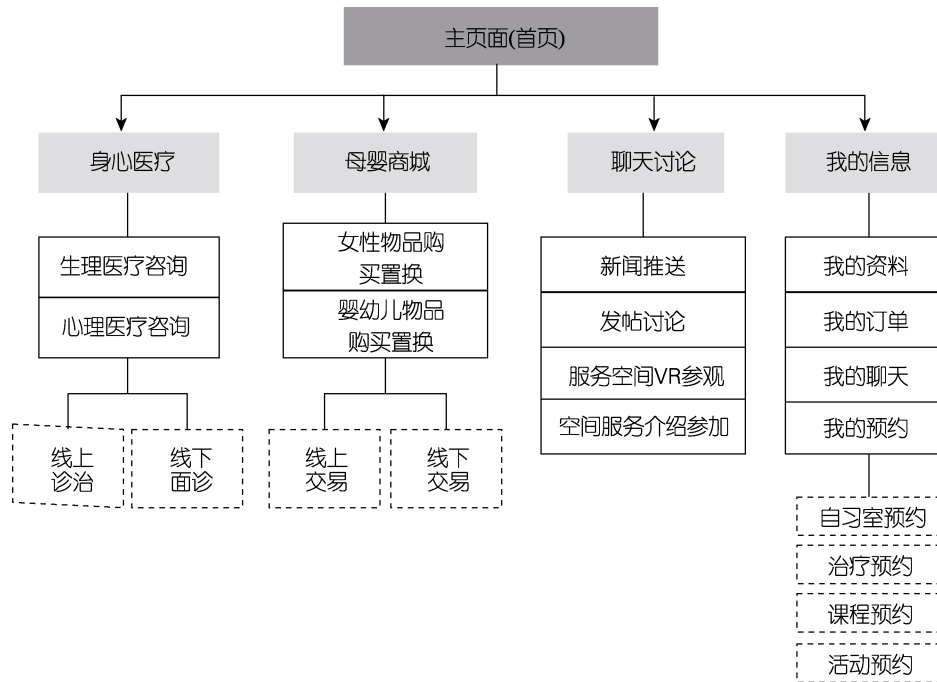 主页面(首页)
身心医疗
母婴商城
聊天讨论
我的信息
生理医疗咨询
心理医疗咨询
女性物品购
买置换
婴幼儿物品
购买置换
新闻推送
发帖讨论
服务空间VR参观
空间服务介绍参加
我的资料
我的订单
我的聊天
我的预约
线上
诊治
线下
面诊
线上
交易
线下
交易
自习室预约
治疗预约
课程预约
活动预约